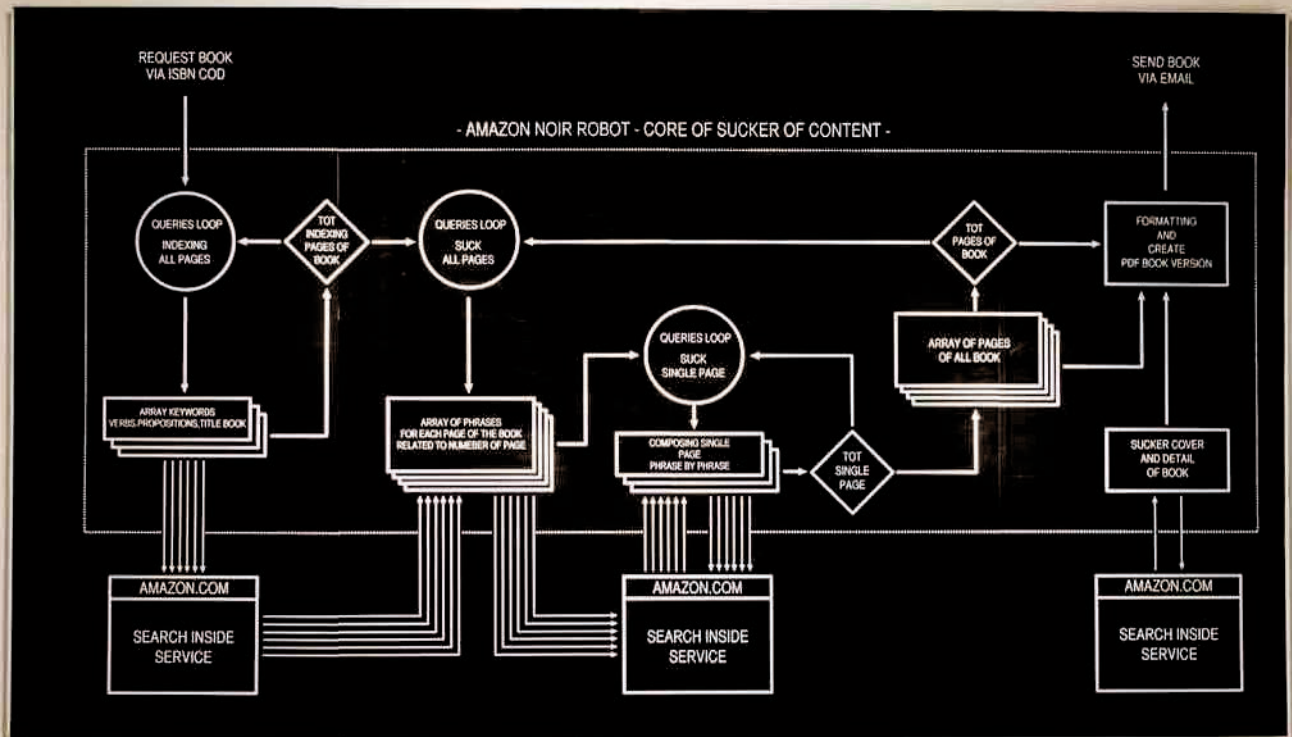 REQUEST BOOK
VIA ISBN COD
SEND BOOK
VIA EMAIL
- AMAZON NOIR ROBOT - CORE OF SUCKER OF CONTENT -
QUERIES LOOP
INDEXING
ALL PAGES
TOT
INDEXING
PAGES OF
BOOK
QUERIES LOOP
SUCK
ALL PAGES
TOT
PAGES OF
BOOK
FORMATTING
AND
CREATE
PDF BOOK VERSION
QUERIES LOOP
SUCK
SINGLE PAGE
ARRAY OF PAGES
OF ALL BOOK
ARRAY KEYWORDS
VERBS,PROPOSITIONS,TITLE BOOK
ARRAY OF PHRASES
FOR EACH PAGE OF THE BOOK
RELATED TO NUMEBER OF PAGE
COMPOSING SINGLE
PAGE
PHRASE BY PHRASE
TOT
SINGLE
PAGE
SUCKER COVER
AND DETAIL
OF BOOK
AMAZON.COM
SEARCH INSIDE
SERVICE
AMAZON.COM
SEARCH INSIDE
SERVICE
AMAZON.COM
SEARCH INSIDE
SERVICE